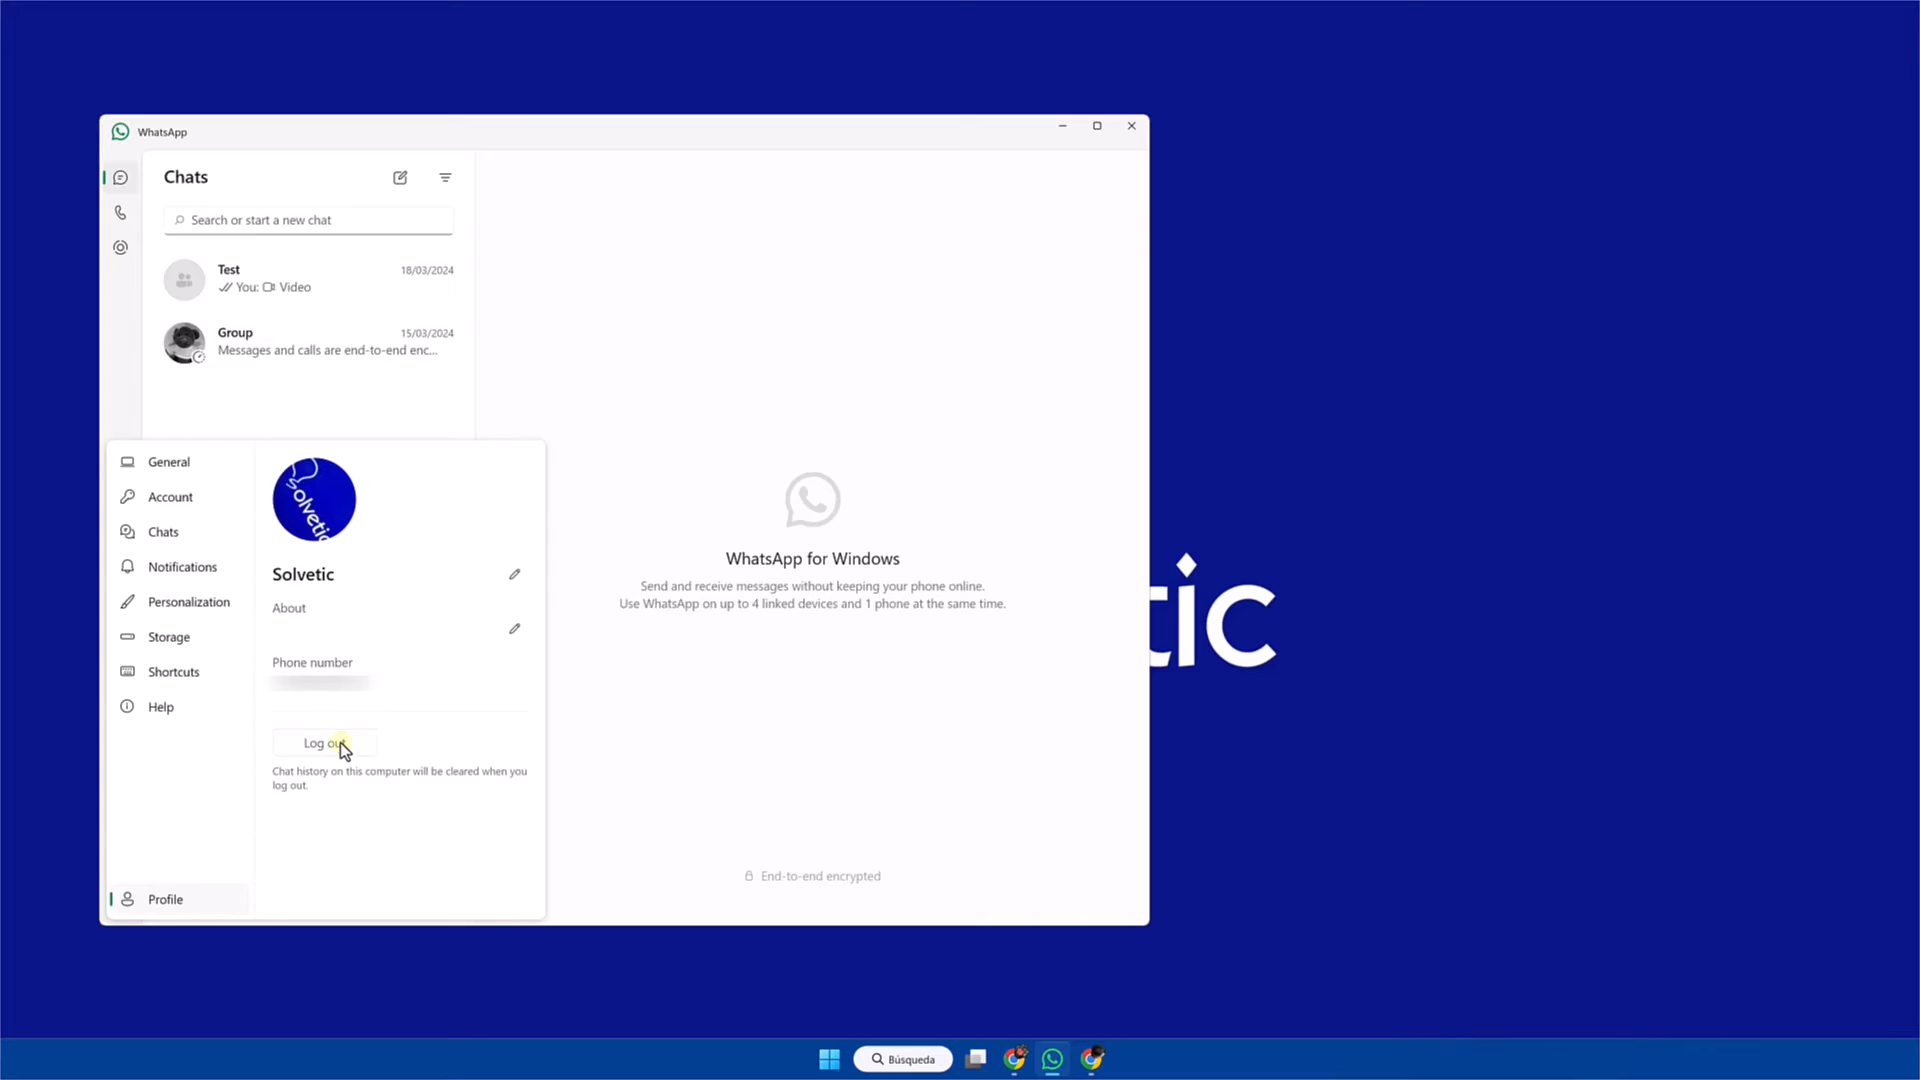 WhatsApp
Chats
Search or start a new chat
Test
18/03/2024
You: Video
Group
15/03/2024
Messages and calls are end-to-end enc...
General
Account
Chats
Notifications
Personalization
Storage
Shortcuts
Help
Profile
Solvetic
Solvetic
About
Phone number
Log out
Chat history on this computer will be cleared when you
log out.
WhatsApp for Windows
Send and receive messages without keeping your phone online.
Use WhatsApp on up to 4 linked devices and 1 phone at the same time.
End-to-end encrypted
tic
Búsqueda